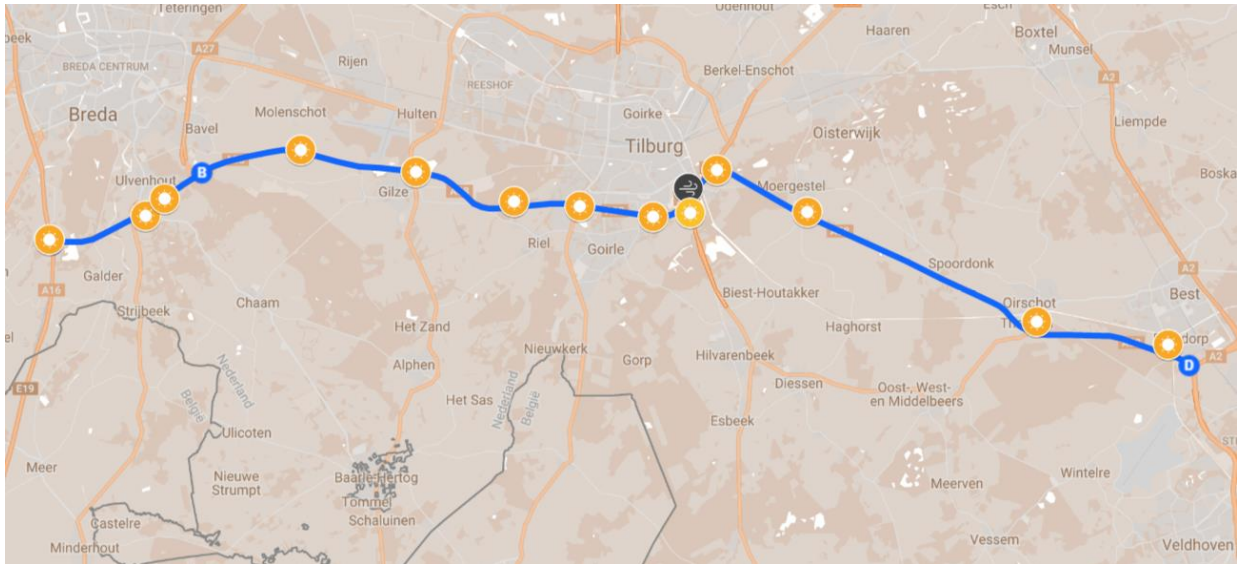 Teteringen
Udenhout
Esch
beek
A27
Haaren
Boxtel
Munsel
BREDA CENTRUM
Rijen
REESHOF
Berkel-Enschot
A2
Breda
Molenschot
Hulten
Goirke
Liempde
Bavel
Tilburg
Oisterwijk
Ulvenhout
B
Gilze
Moergestel
Boska
Riel
Goirle
Galder
Spoordonk
A2
A16
Chaam
Biest-Houtakker
Oirschot
Best
Strijbeek
Het Zand
Haghorst
Nederland
België
Alphen
Nieuwkerk
Gorp
Hilvarenbeek
D
A2
E19
Diessen
Oost-, West-
en Middelbeers
Het Sas
Nederland
België
Esbeek
Ulicoten
Meer
Nieuwe
Strumpt
Baarle-Hertog
Tommel
Schaluinen
Meerven
Wintelre
Castelre
Minderhout
Vessem
Veldhoven